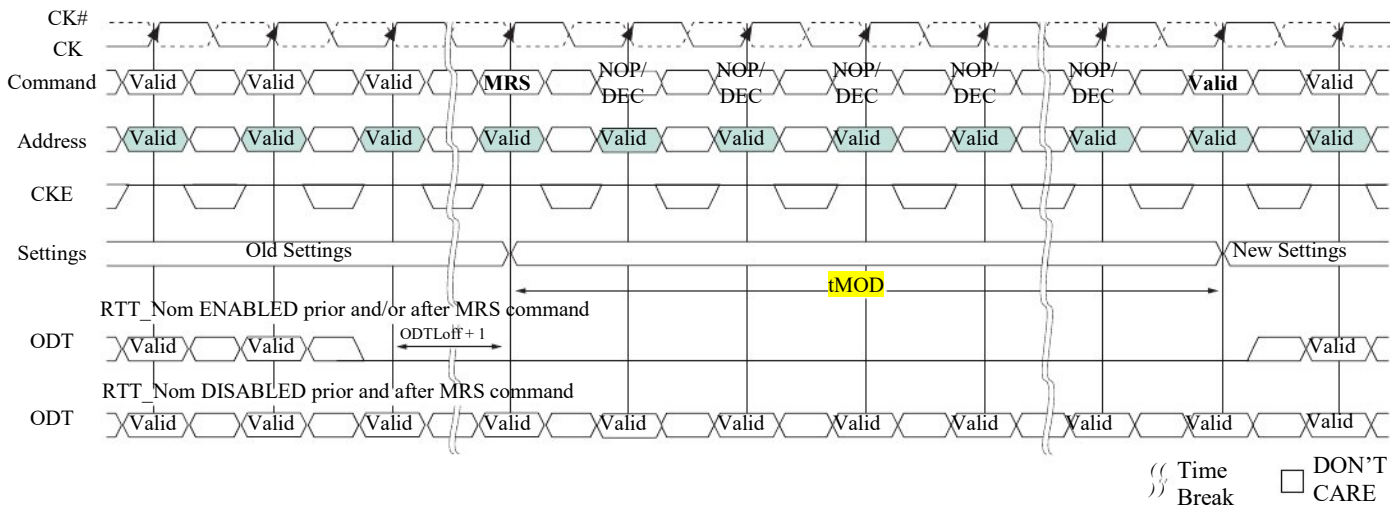 CK#
CK
Command Valid Valid Valid MRS NOP/ DEC NOP/ DEC NOP/ DEC NOP/ DEC NOP/ DEC Valid Valid
Address Valid Valid Valid Valid Valid Valid Valid Valid Valid Valid Valid
CKE
Settings Old Settings New Settings
tMOD
RTT_Nom ENABLED prior and/or after MRS command
ODTLoff + 1
ODT Valid Valid Valid
RTT_Nom DISABLED prior and after MRS command
ODT Valid Valid Valid Valid Valid Valid Valid Valid Valid Valid Valid
Time
Break
DON'T
CARE